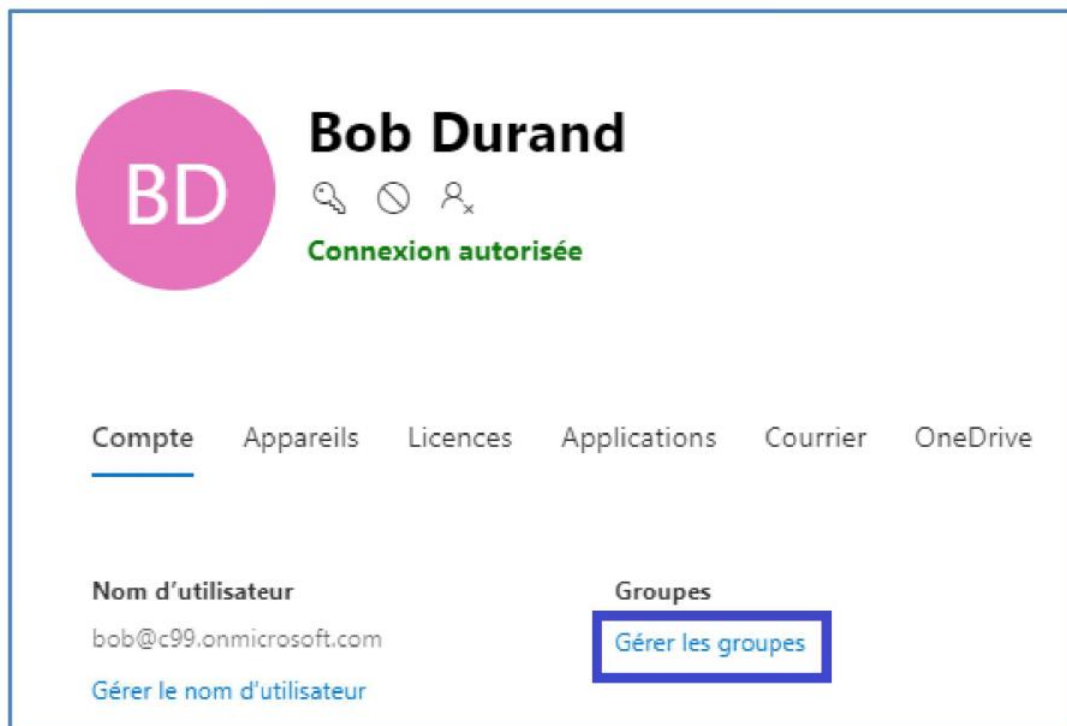 BD
Bob Durand
Connexion autorisée
Compte Appareils Licences Applications Courrier OneDrive
Nom d'utilisateur Groupes
bob@c99.onmicrosoft.com Gérer les groupes
Gérer le nom d'utilisateur